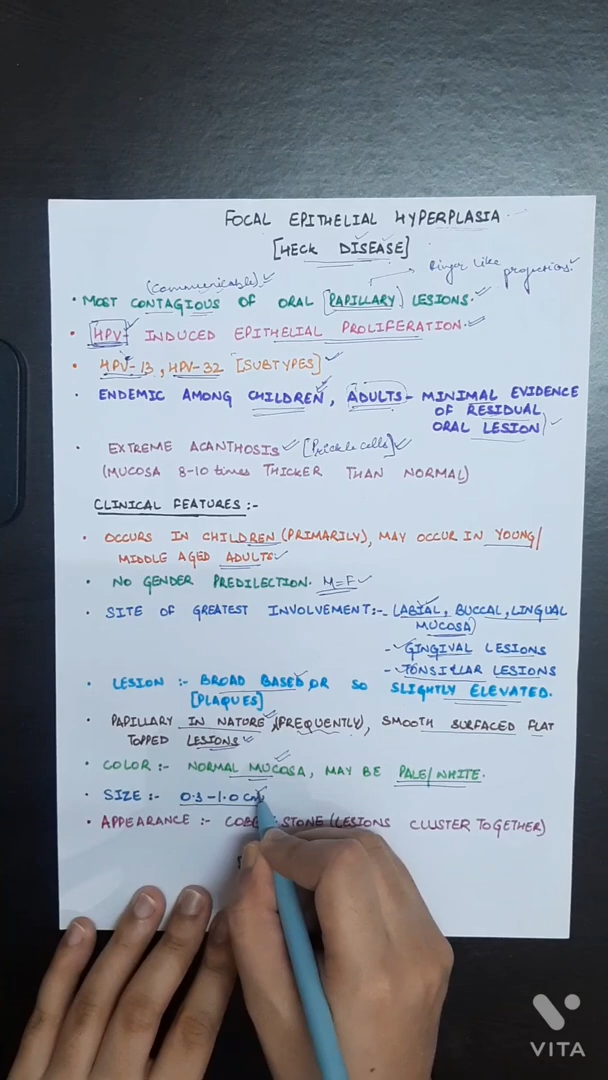 FOCAL EPITHELIAL HYPERPLASIA
[HECK DISEASE]
(communicable) Finger like projections.
• MOST CONTAGIOUS OF ORAL (PAPILLARY) LESIONS.
• HPV- INDUCED EPITHELIAL PROLIFERATION.
• HPV-13, HPV-32 [SUBTYPES]
• ENDEMIC AMONG CHILDREN, ADULTS- MINIMAL EVIDENCE
OF RESIDUAL
ORAL LESION
• EXTREME ACANTHOSIS [Prickle cells]
(MUCOSA 8-10 times THICKER THAN NORMAL)
CLINICAL FEATURES :-
• OCCURS IN CHILDREN (PRIMARILY), MAY OCCUR IN YOUNG/
MIDDLE AGED ADULTS
• NO GENDER PREDILECTION. M=F
• SITE OF GREATEST INVOLVEMENT:- (LABIAL, BUCCAL, LINGUAL
MUCOSA)
- GINGIVAL LESIONS
- TONSILLAR LESIONS
• LESION :- BROAD BASED OR SO SLIGHTLY ELEVATED.
[PLAQUES]
• PAPILLARY IN NATURE (FREQUENTLY), SMOOTH SURFACED FLAT
TOPPED LESIONS
• COLOR :- NORMAL MUCOSA, MAY BE PALE/WHITE.
• SIZE :- 0.3-1.0 cm
• APPEARANCE :- STONE (LESIONS CLUSTER TOGETHER)
VITA